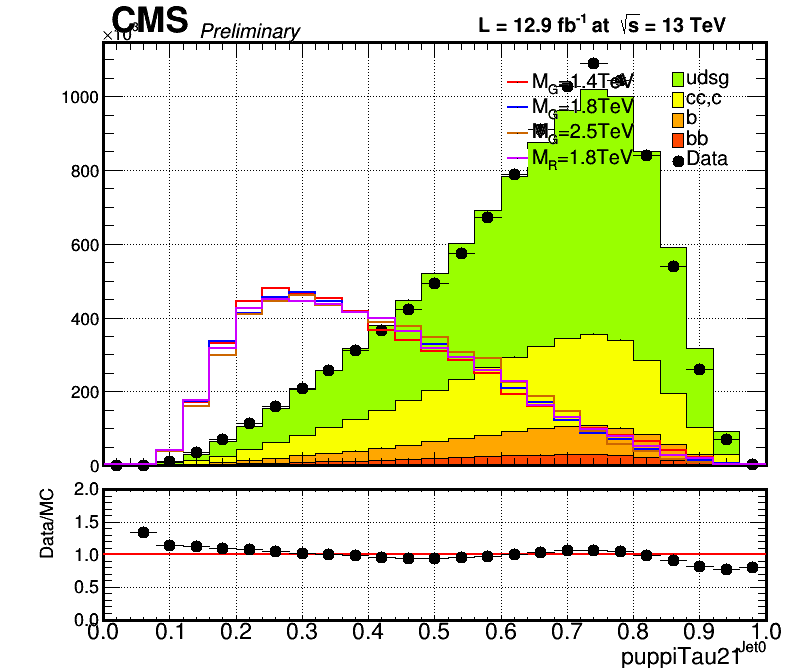 CMS Preliminary L = 12.9 fb⁻¹ at √s = 13 TeV
×10³
M_G=1.4TeV udsg
M_G=1.8TeV cc,c
M_G=2.5TeV b
M_R=1.8TeV bb
Data
1000
800
600
400
200
0
Data/MC
2.0
1.5
1.0
0.5
0.0
0.0 0.1 0.2 0.3 0.4 0.5 0.6 0.7 0.8 0.9 1.0
puppiTau21^Jet0